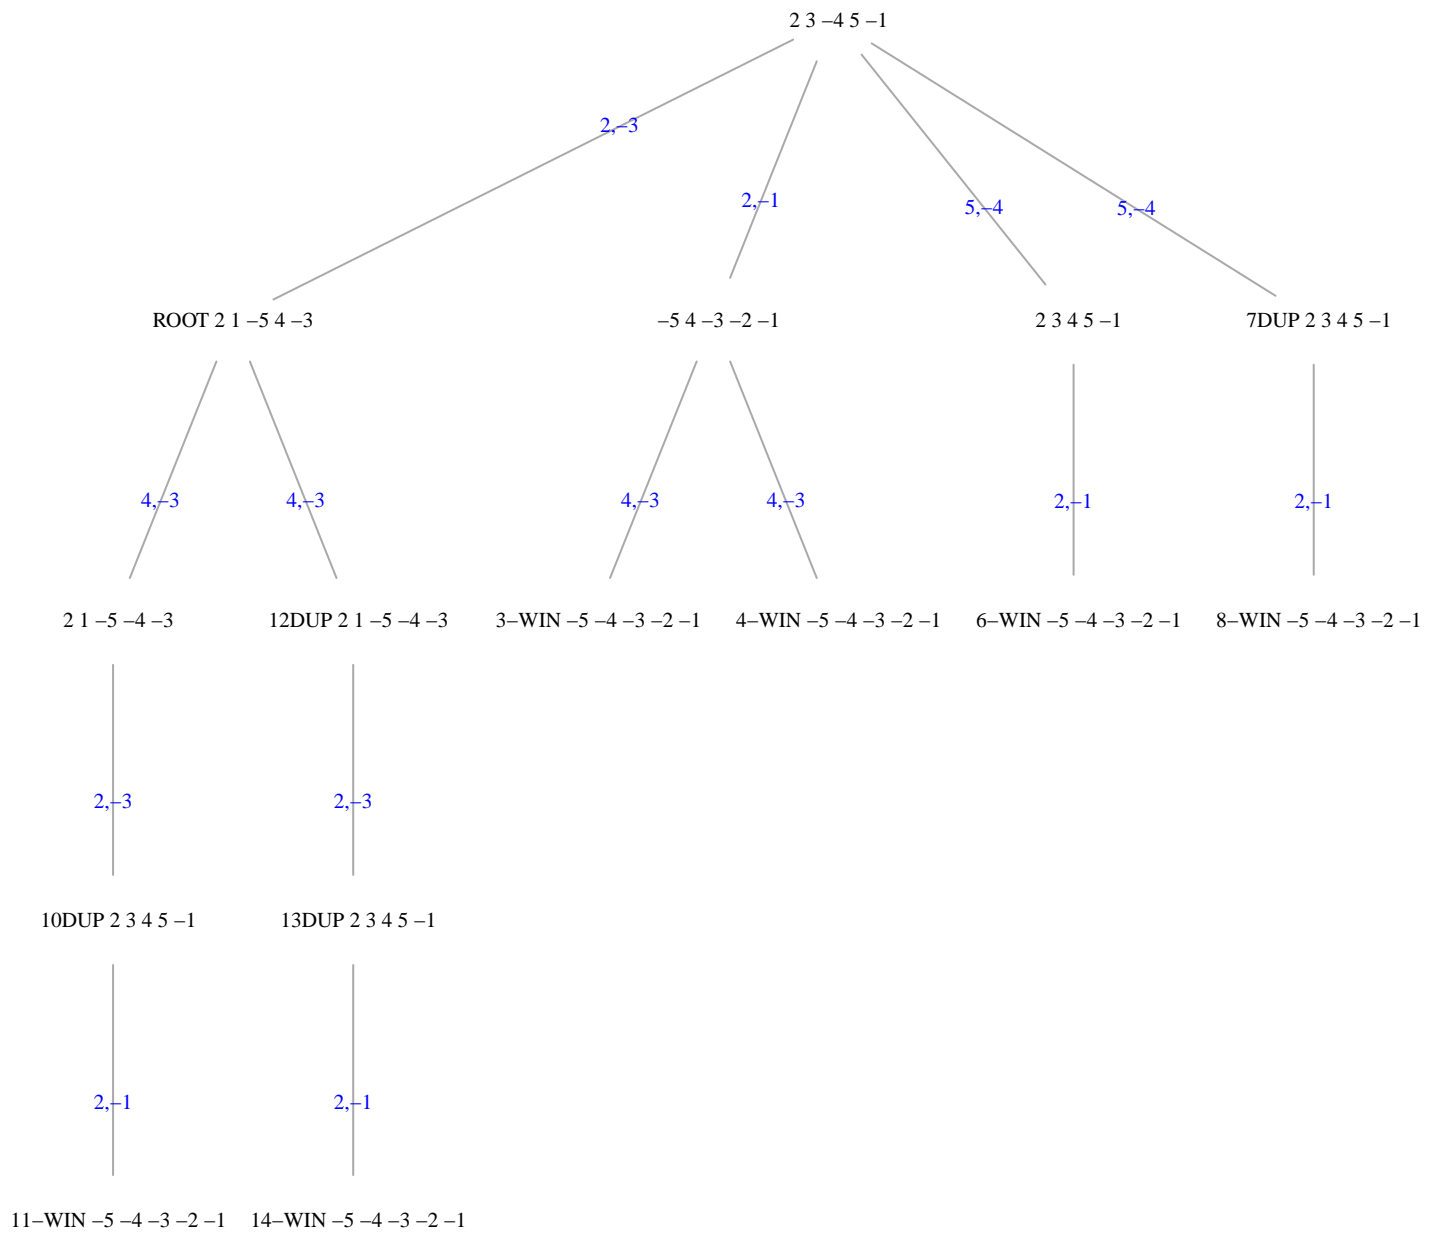 2 3 −4 5 −1
2,−3
2,−1
5,−4
5,−4
ROOT 2 1 −5 4 −3
−5 4 −3 −2 −1
2 3 4 5 −1
7DUP 2 3 4 5 −1
4,−3
4,−3
4,−3
4,−3
2,−1
2,−1
2 1 −5 −4 −3
12DUP 2 1 −5 −4 −3
3−WIN −5 −4 −3 −2 −1
4−WIN −5 −4 −3 −2 −1
6−WIN −5 −4 −3 −2 −1
8−WIN −5 −4 −3 −2 −1
2,−3
2,−3
10DUP 2 3 4 5 −1
13DUP 2 3 4 5 −1
2,−1
2,−1
11−WIN −5 −4 −3 −2 −1
14−WIN −5 −4 −3 −2 −1